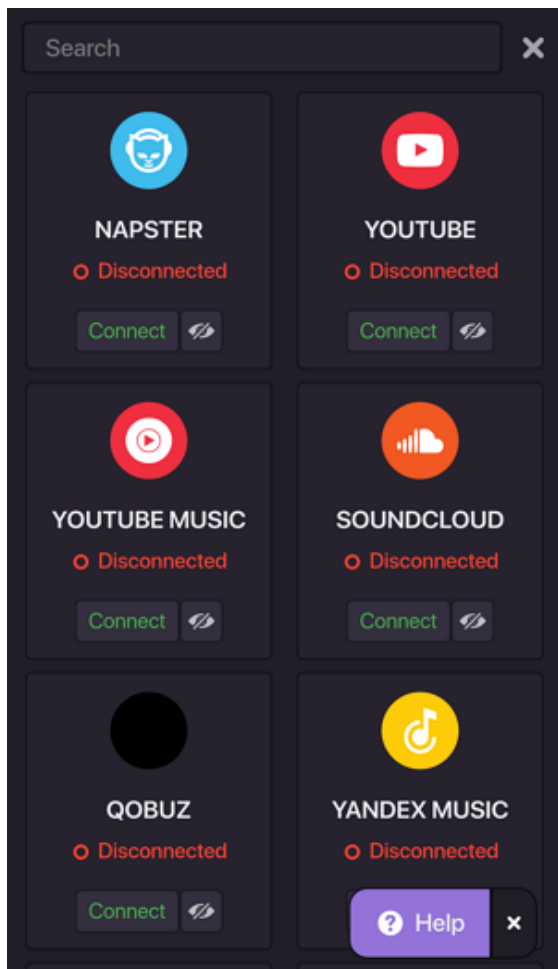 Search
NAPSTER
Disconnected
Connect
YOUTUBE
Disconnected
Connect
YOUTUBE MUSIC
Disconnected
Connect
SOUNDCLOUD
Disconnected
Connect
QOBUZ
Disconnected
Connect
YANDEX MUSIC
Disconnected
Help